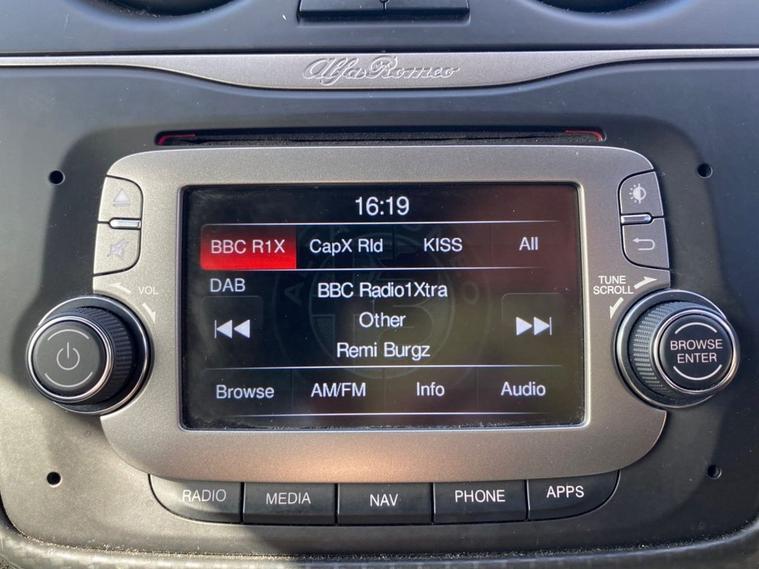 Alfa Romeo
16:19
BBC R1X CapX Rld KISS All
DAB
BBC Radio1Xtra
Other
Remi Burgz
Browse AM/FM Info Audio
VOL
TUNE
SCROLL
BROWSE
ENTER
RADIO MEDIA NAV PHONE APPS